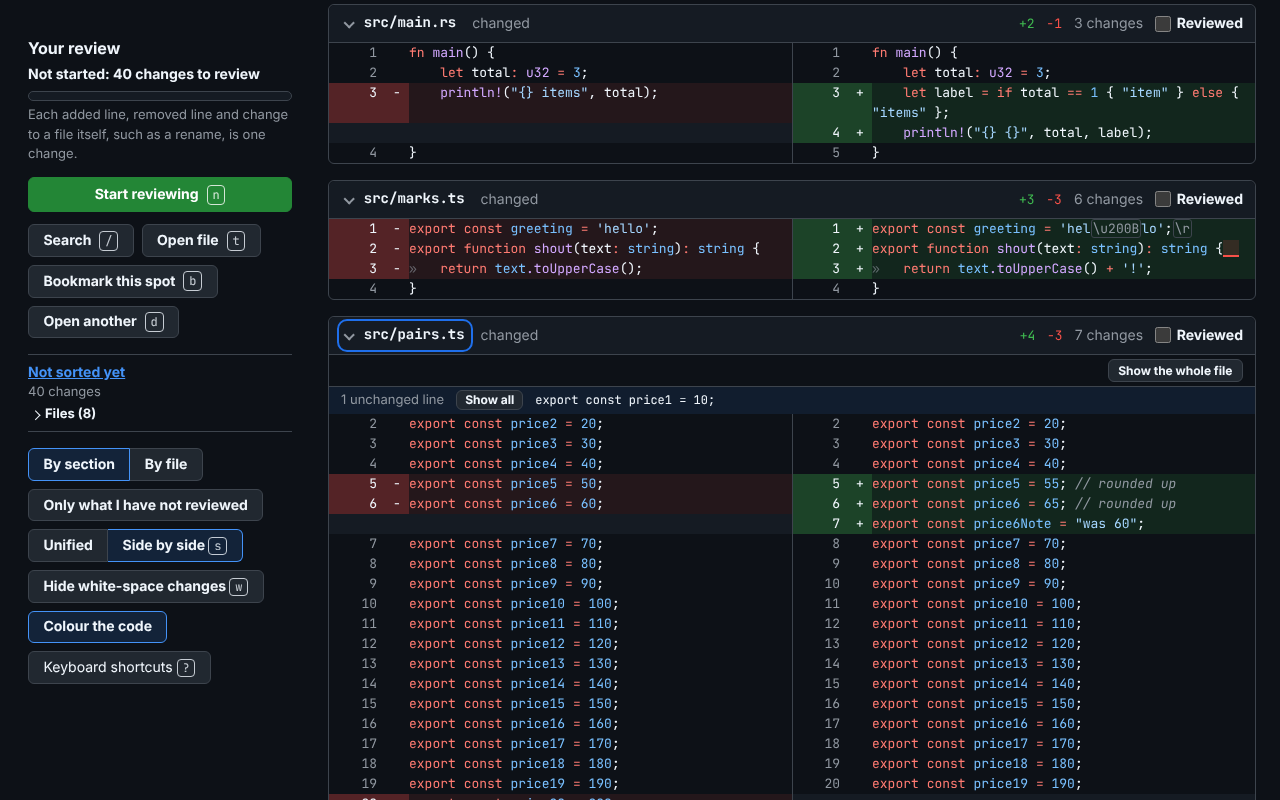 Your review
Not started: 40 changes to review
Each added line, removed line and change
to a file itself, such as a rename, is one
change.
Start reviewing n
Search / Open file t
Bookmark this spot b
Open another d
Not sorted yet
40 changes
Files (8)
By section By file
Only what I have not reviewed
Unified Side by side s
Hide white-space changes w
Colour the code
Keyboard shortcuts ?
src/main.rs changed +2 -1 3 changes Reviewed
1 fn main() { 1 fn main() {
2 let total: u32 = 3; 2 let total: u32 = 3;
3 - println!("{} items", total); 3 + let label = if total == 1 { "item" } else {
"items" };
4 + println!("{} {}", total, label);
4 } 5 }
src/marks.ts changed +3 -3 6 changes Reviewed
1 - export const greeting = 'hello'; 1 + export const greeting = 'hel\u200Blo';\r
2 - export function shout(text: string): string { 2 + export function shout(text: string): string {
3 - » return text.toUpperCase(); 3 + » return text.toUpperCase() + '!';
4 } 4 }
src/pairs.ts changed +4 -3 7 changes Reviewed
Show the whole file
1 unchanged line Show all export const price1 = 10;
2 export const price2 = 20; 2 export const price2 = 20;
3 export const price3 = 30; 3 export const price3 = 30;
4 export const price4 = 40; 4 export const price4 = 40;
5 - export const price5 = 50; 5 + export const price5 = 55; // rounded up
6 - export const price6 = 60; 6 + export const price6 = 65; // rounded up
7 + export const price6Note = "was 60";
7 export const price7 = 70; 8 export const price7 = 70;
8 export const price8 = 80; 9 export const price8 = 80;
9 export const price9 = 90; 10 export const price9 = 90;
10 export const price10 = 100; 11 export const price10 = 100;
11 export const price11 = 110; 12 export const price11 = 110;
12 export const price12 = 120; 13 export const price12 = 120;
13 export const price13 = 130; 14 export const price13 = 130;
14 export const price14 = 140; 15 export const price14 = 140;
15 export const price15 = 150; 16 export const price15 = 150;
16 export const price16 = 160; 17 export const price16 = 160;
17 export const price17 = 170; 18 export const price17 = 170;
18 export const price18 = 180; 19 export const price18 = 180;
19 export const price19 = 190; 20 export const price19 = 190;